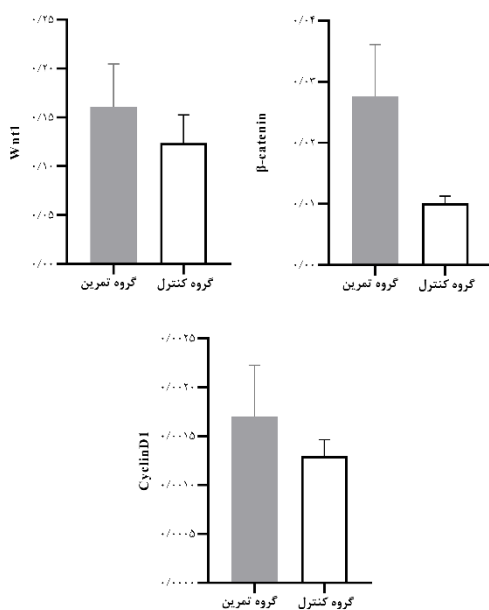 ۰/۲۵
۰/۲۰
۰/۱۵
۰/۱۰
۰/۰۵
۰/۰۰
Wnt1
گروه تمرین
گروه کنترل
۰/۰۴
۰/۰۳
۰/۰۲
۰/۰۱
۰/۰۰
β-catenin
گروه تمرین
گروه کنترل
۰/۰۰۲۵
۰/۰۰۲۰
۰/۰۰۱۵
۰/۰۰۱۰
۰/۰۰۰۵
۰/۰۰۰۰
CyclinD1
گروه تمرین
گروه کنترل